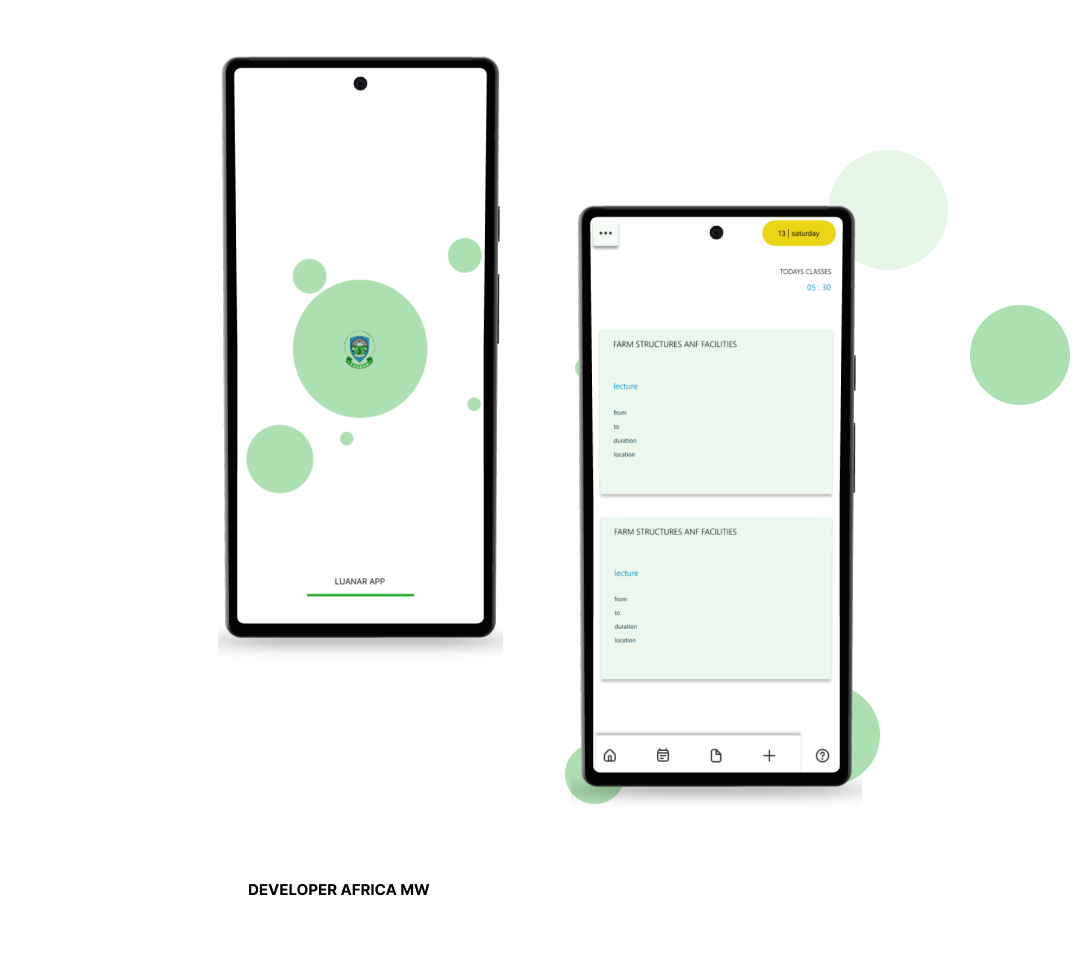 LUANAR APP
13 | saturday
TODAYS CLASSES
05 : 30
FARM STRUCTURES ANF FACILITIES
lecture
from
to
duration
location
FARM STRUCTURES ANF FACILITIES
lecture
from
to
duration
location
DEVELOPER AFRICA MW